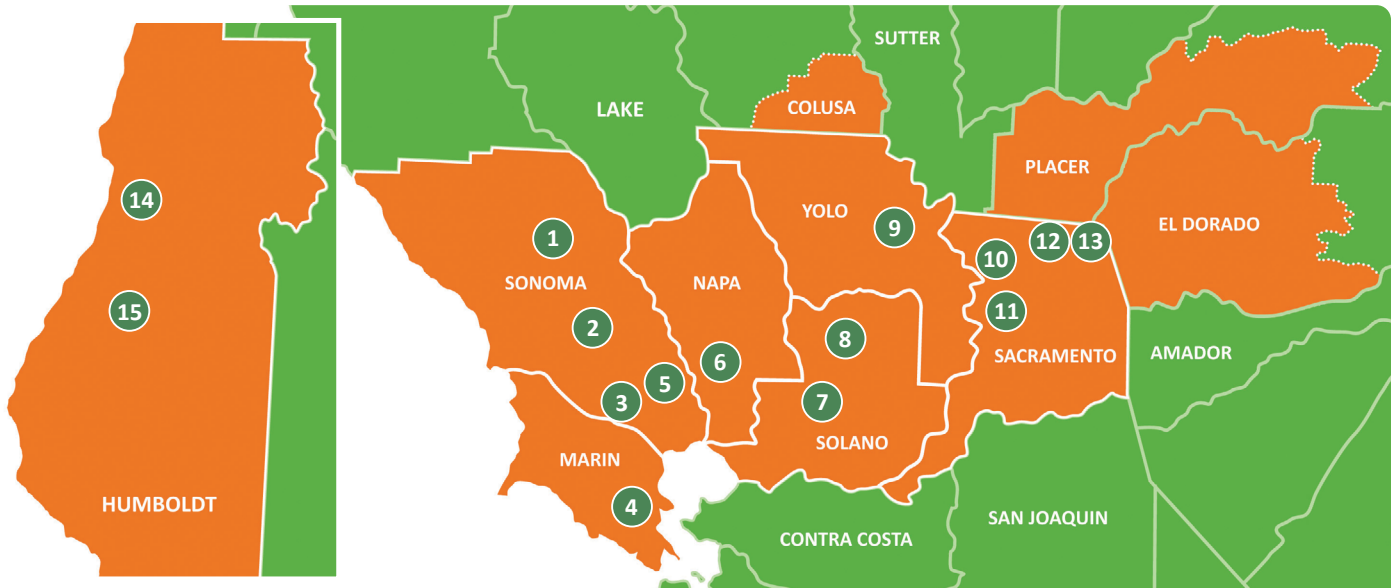 SUTTER
LAKE
COLUSA
PLACER
14
YOLO
9
EL DORADO
1
12
13
10
SONOMA
NAPA
15
11
2
8
SACRAMENTO
AMADOR
6
5
3
7
SOLANO
MARIN
HUMBOLDT
4
SAN JOAQUIN
CONTRA COSTA